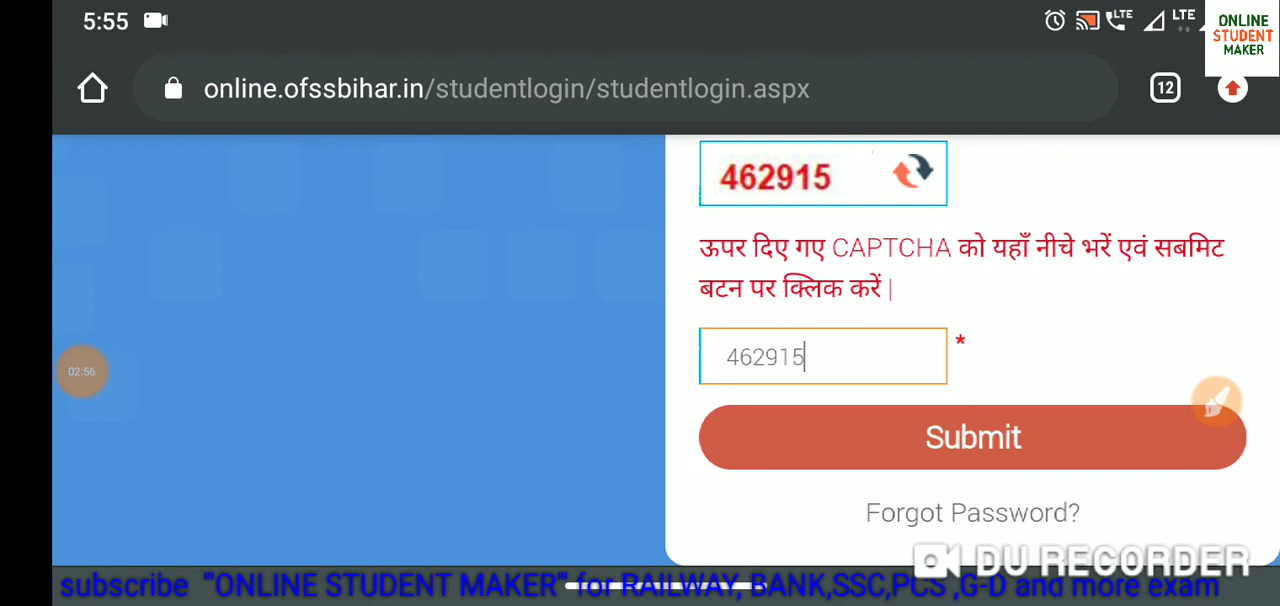 5:55
LTE
LTE
ONLINE
STUDENT
MAKER
online.ofssbihar.in/studentlogin/studentlogin.aspx
12
462915
ऊपर दिए गए CAPTCHA को यहाँ नीचे भरें एवं सबमिट
बटन पर क्लिक करें |
462915
*
02:56
Submit
Forgot Password?
DU RECORDER
subscribe "ONLINE STUDENT MAKER" for RAILWAY, BANK,SSC,PCS ,G-D and more exam